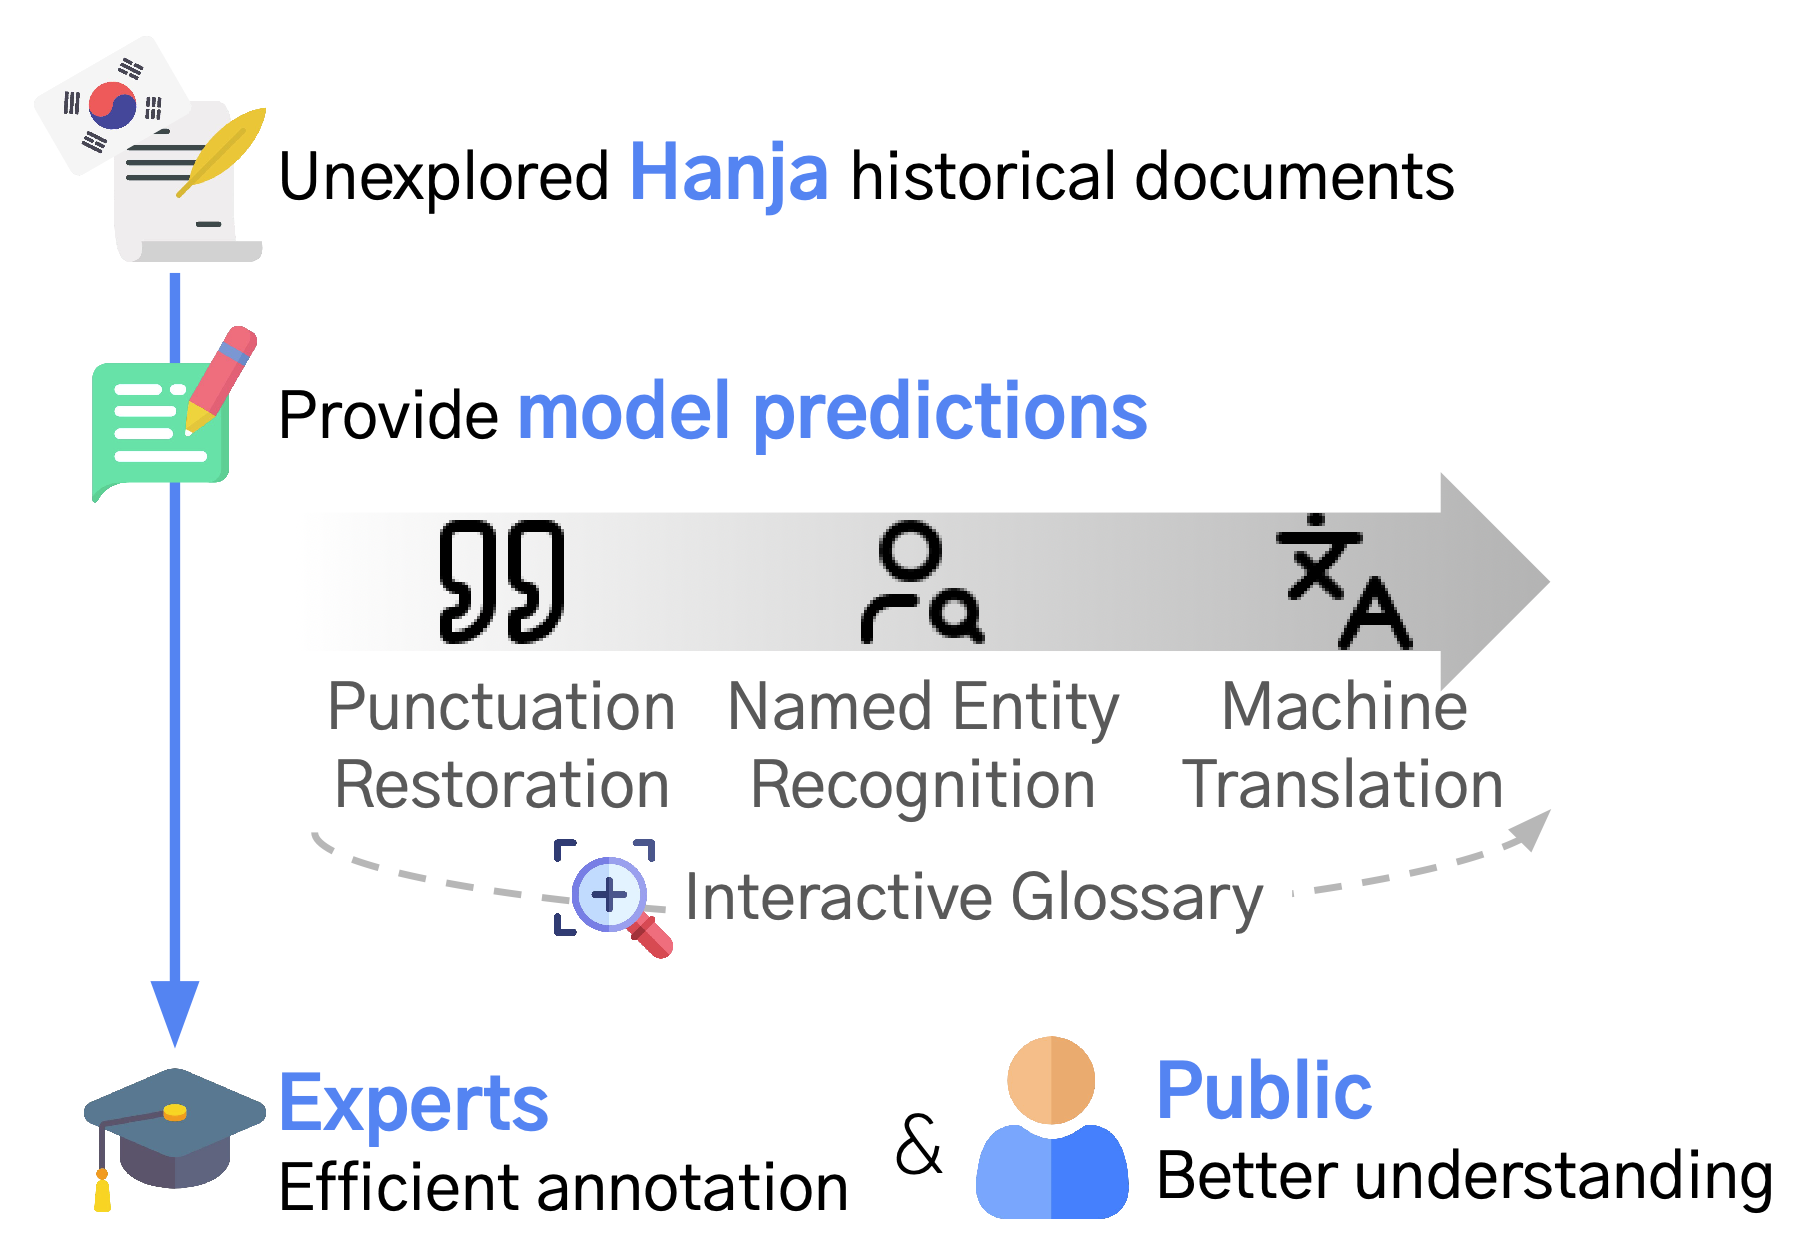 Unexplored Hanja historical documents
Provide model predictions
Punctuation
Restoration
Named Entity
Recognition
Machine
Translation
Interactive Glossary
Experts
Efficient annotation
&
Public
Better understanding